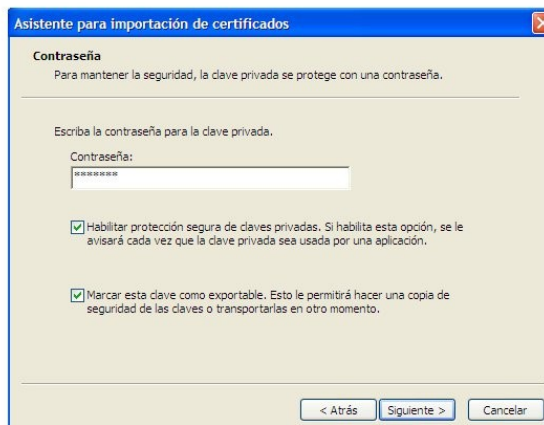 Asistente para importación de certificados
Contraseña
Para mantener la seguridad, la clave privada se protege con una contraseña.
Escriba la contraseña para la clave privada.
Contraseña:
*******
Habilitar protección segura de claves privadas. Si habilita esta opción, se le
avisará cada vez que la clave privada sea usada por una aplicación.
Marcar esta clave como exportable. Esto le permitirá hacer una copia de
seguridad de las claves o transportarlas en otro momento.
< Atrás
Siguiente >
Cancelar